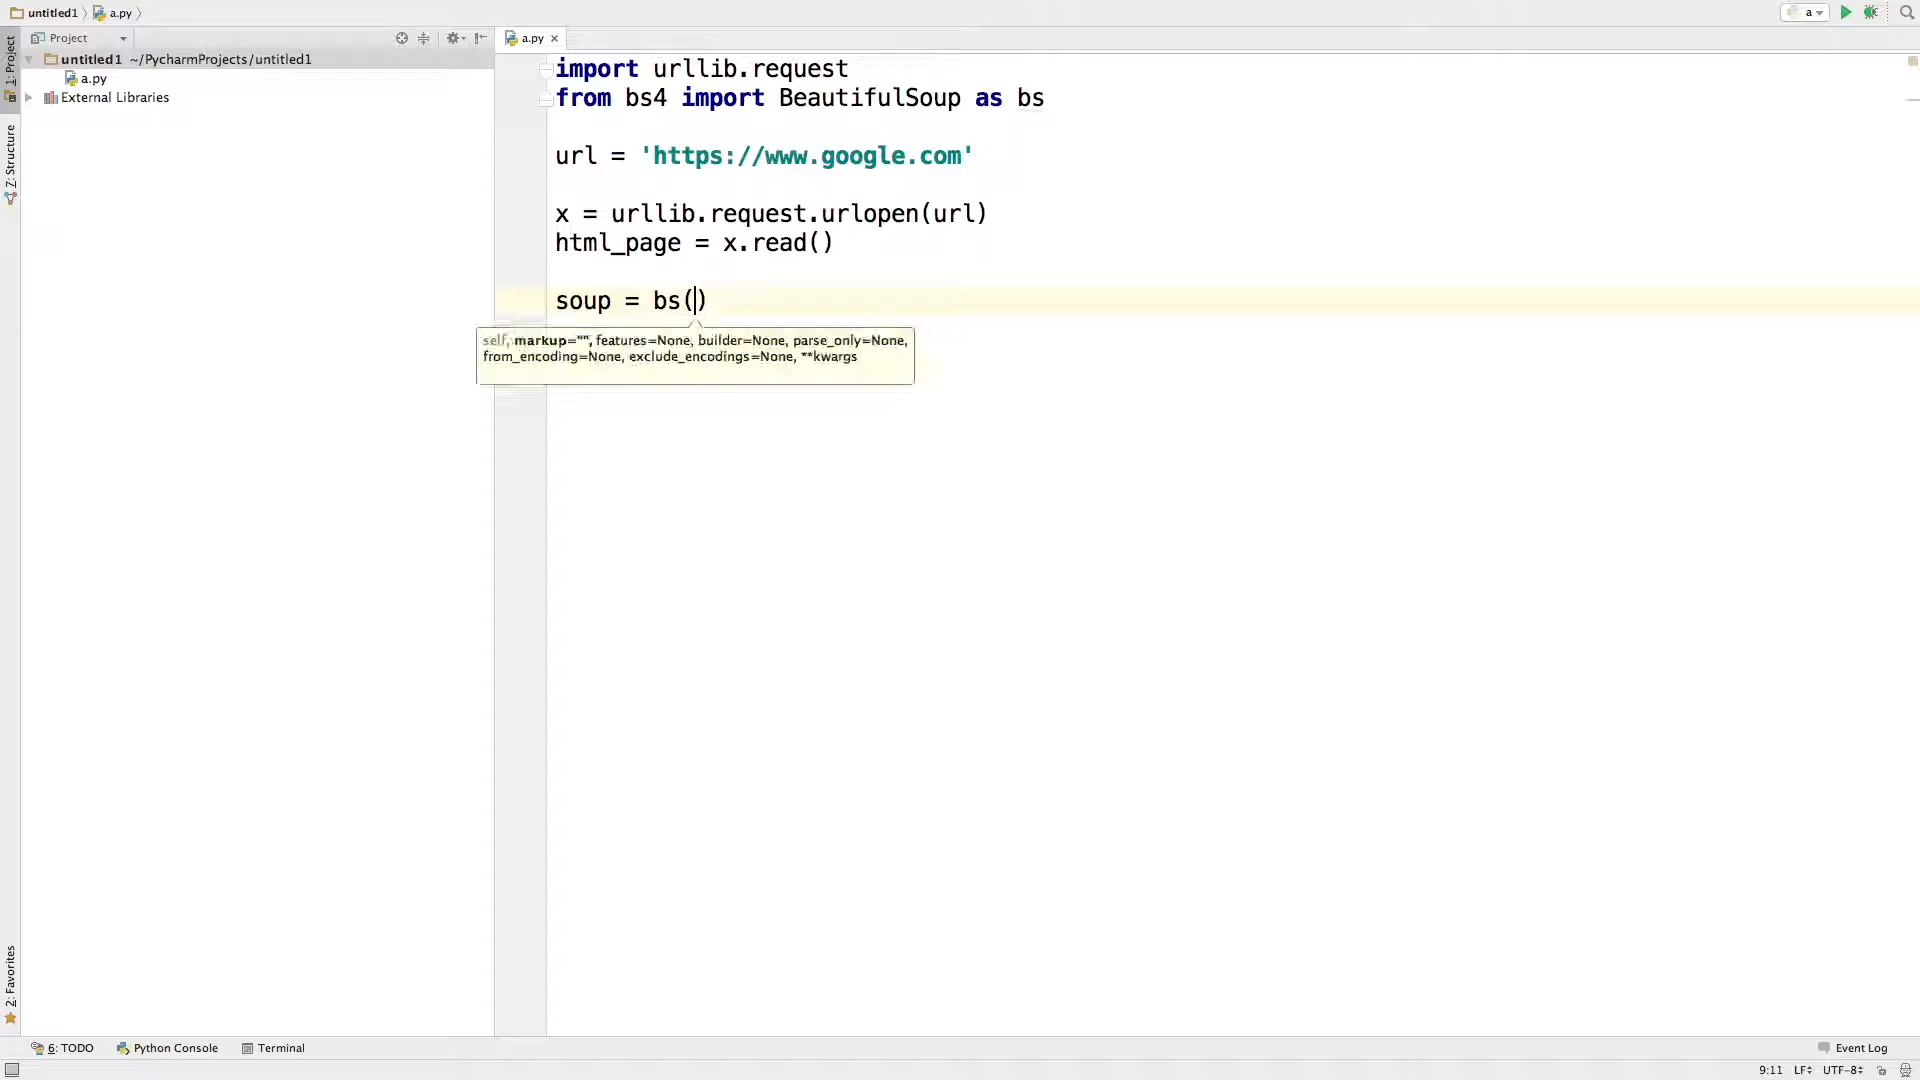 untitled1 a.py
a
Project
a.py
1: Project
untitled1 ~/PycharmProjects/untitled1
a.py
External Libraries
Z: Structure
import urllib.request
from bs4 import BeautifulSoup as bs
url = 'https://www.google.com'
x = urllib.request.urlopen(url)
html_page = x.read()
soup = bs()
self, markup="", features=None, builder=None, parse_only=None,
from_encoding=None, exclude_encodings=None, **kwargs
2: Favorites
6: TODO Python Console Terminal
Event Log
9:11 LF UTF-8